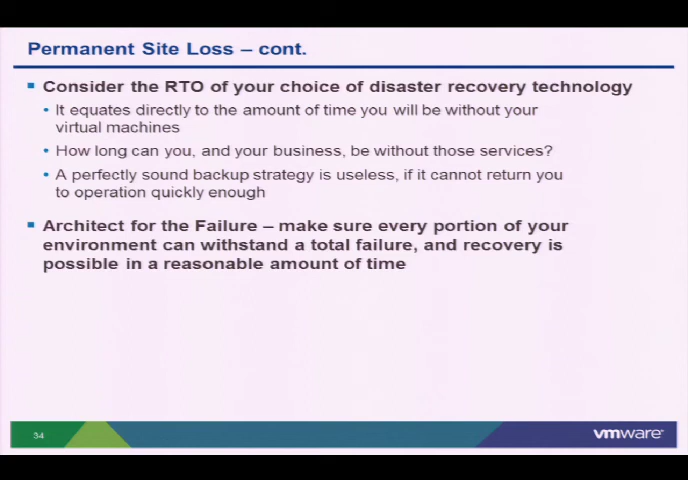 Permanent Site Loss – cont.
Consider the RTO of your choice of disaster recovery technology
It equates directly to the amount of time you will be without your
virtual machines
How long can you, and your business, be without those services?
A perfectly sound backup strategy is useless, if it cannot return you
to operation quickly enough
Architect for the Failure – make sure every portion of your
environment can withstand a total failure, and recovery is
possible in a reasonable amount of time
34
vmware®